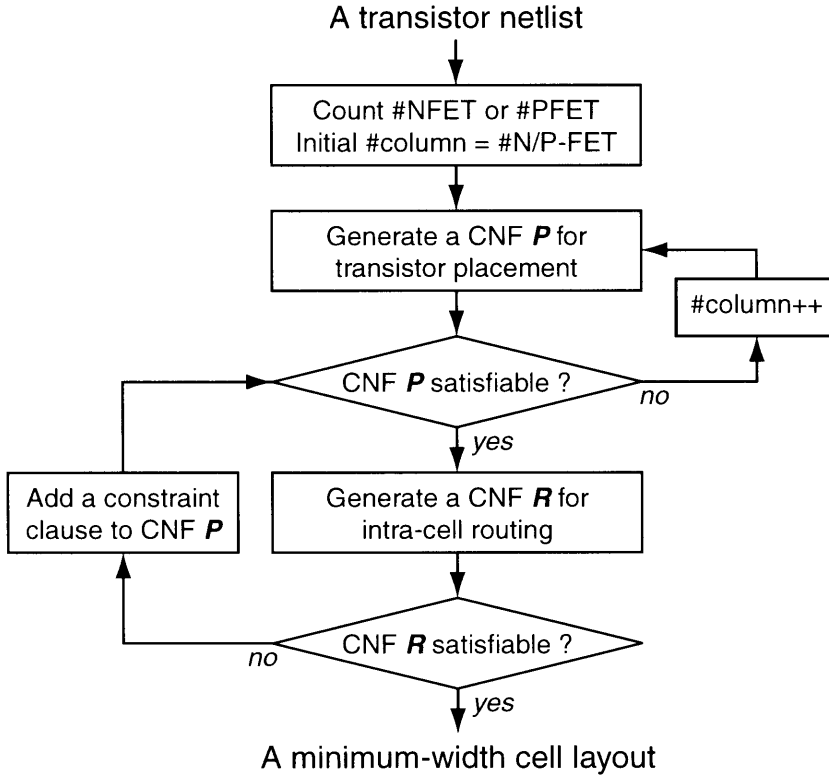 A transistor netlist
Count #NFET or #PFET
Initial #column = #N/P-FET
Generate a CNF P for
transistor placement
#column++
CNF P satisfiable ?
no
yes
Add a constraint
clause to CNF P
Generate a CNF R for
intra-cell routing
CNF R satisfiable ?
no
yes
A minimum-width cell layout